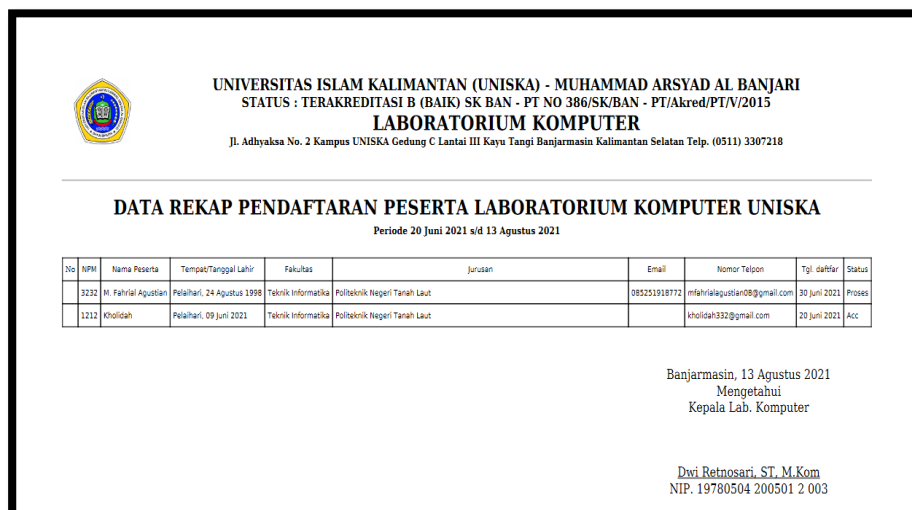 UNIVERSITAS ISLAM KALIMANTAN (UNISKA) - MUHAMMAD ARSYAD AL BANJARI
STATUS : TERAKREDITASI B (BAIK) SK BAN - PT NO 386/SK/BAN - PT/Akred/PT/V/2015
LABORATORIUM KOMPUTER
Jl. Adhyaksa No. 2 Kampus UNISKA Gedung C Lantai III Kayu Tangi Banjarmasin Kalimantan Selatan Telp. (0511) 3307218
DATA REKAP PENDAFTARAN PESERTA LABORATORIUM KOMPUTER UNISKA
Periode 20 Juni 2021 s/d 13 Agustus 2021
No NPM Nama Peserta Tempat/Tanggal Lahir Fakultas Jurusan Email Nomor Telpon Tgl. daftfar Status
3232 M. Fahrial Agustian Pelaihari, 24 Agustus 1998 Teknik Informatika Politeknik Negeri Tanah Laut 085251918772 mfahrialagustian08@gmail.com 30 Juni 2021 Proses
1212 Kholidah Pelaihari, 09 Juni 2021 Teknik Informatika Politeknik Negeri Tanah Laut kholidah332@gmail.com 20 Juni 2021 Acc
Banjarmasin, 13 Agustus 2021
Mengetahui
Kepala Lab. Komputer
Dwi Retnosari, ST, M.Kom
NIP. 19780504 200501 2 003